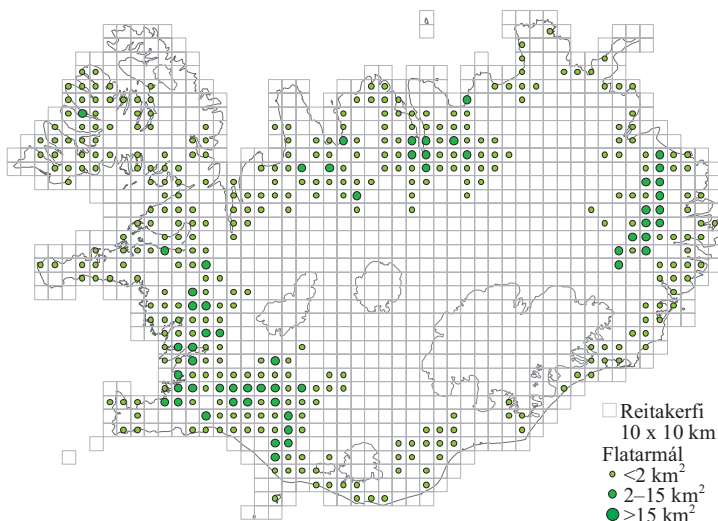 Reitakerfi
10 x 10 km
Flatarmál
<2 km²
2–15 km²
>15 km²